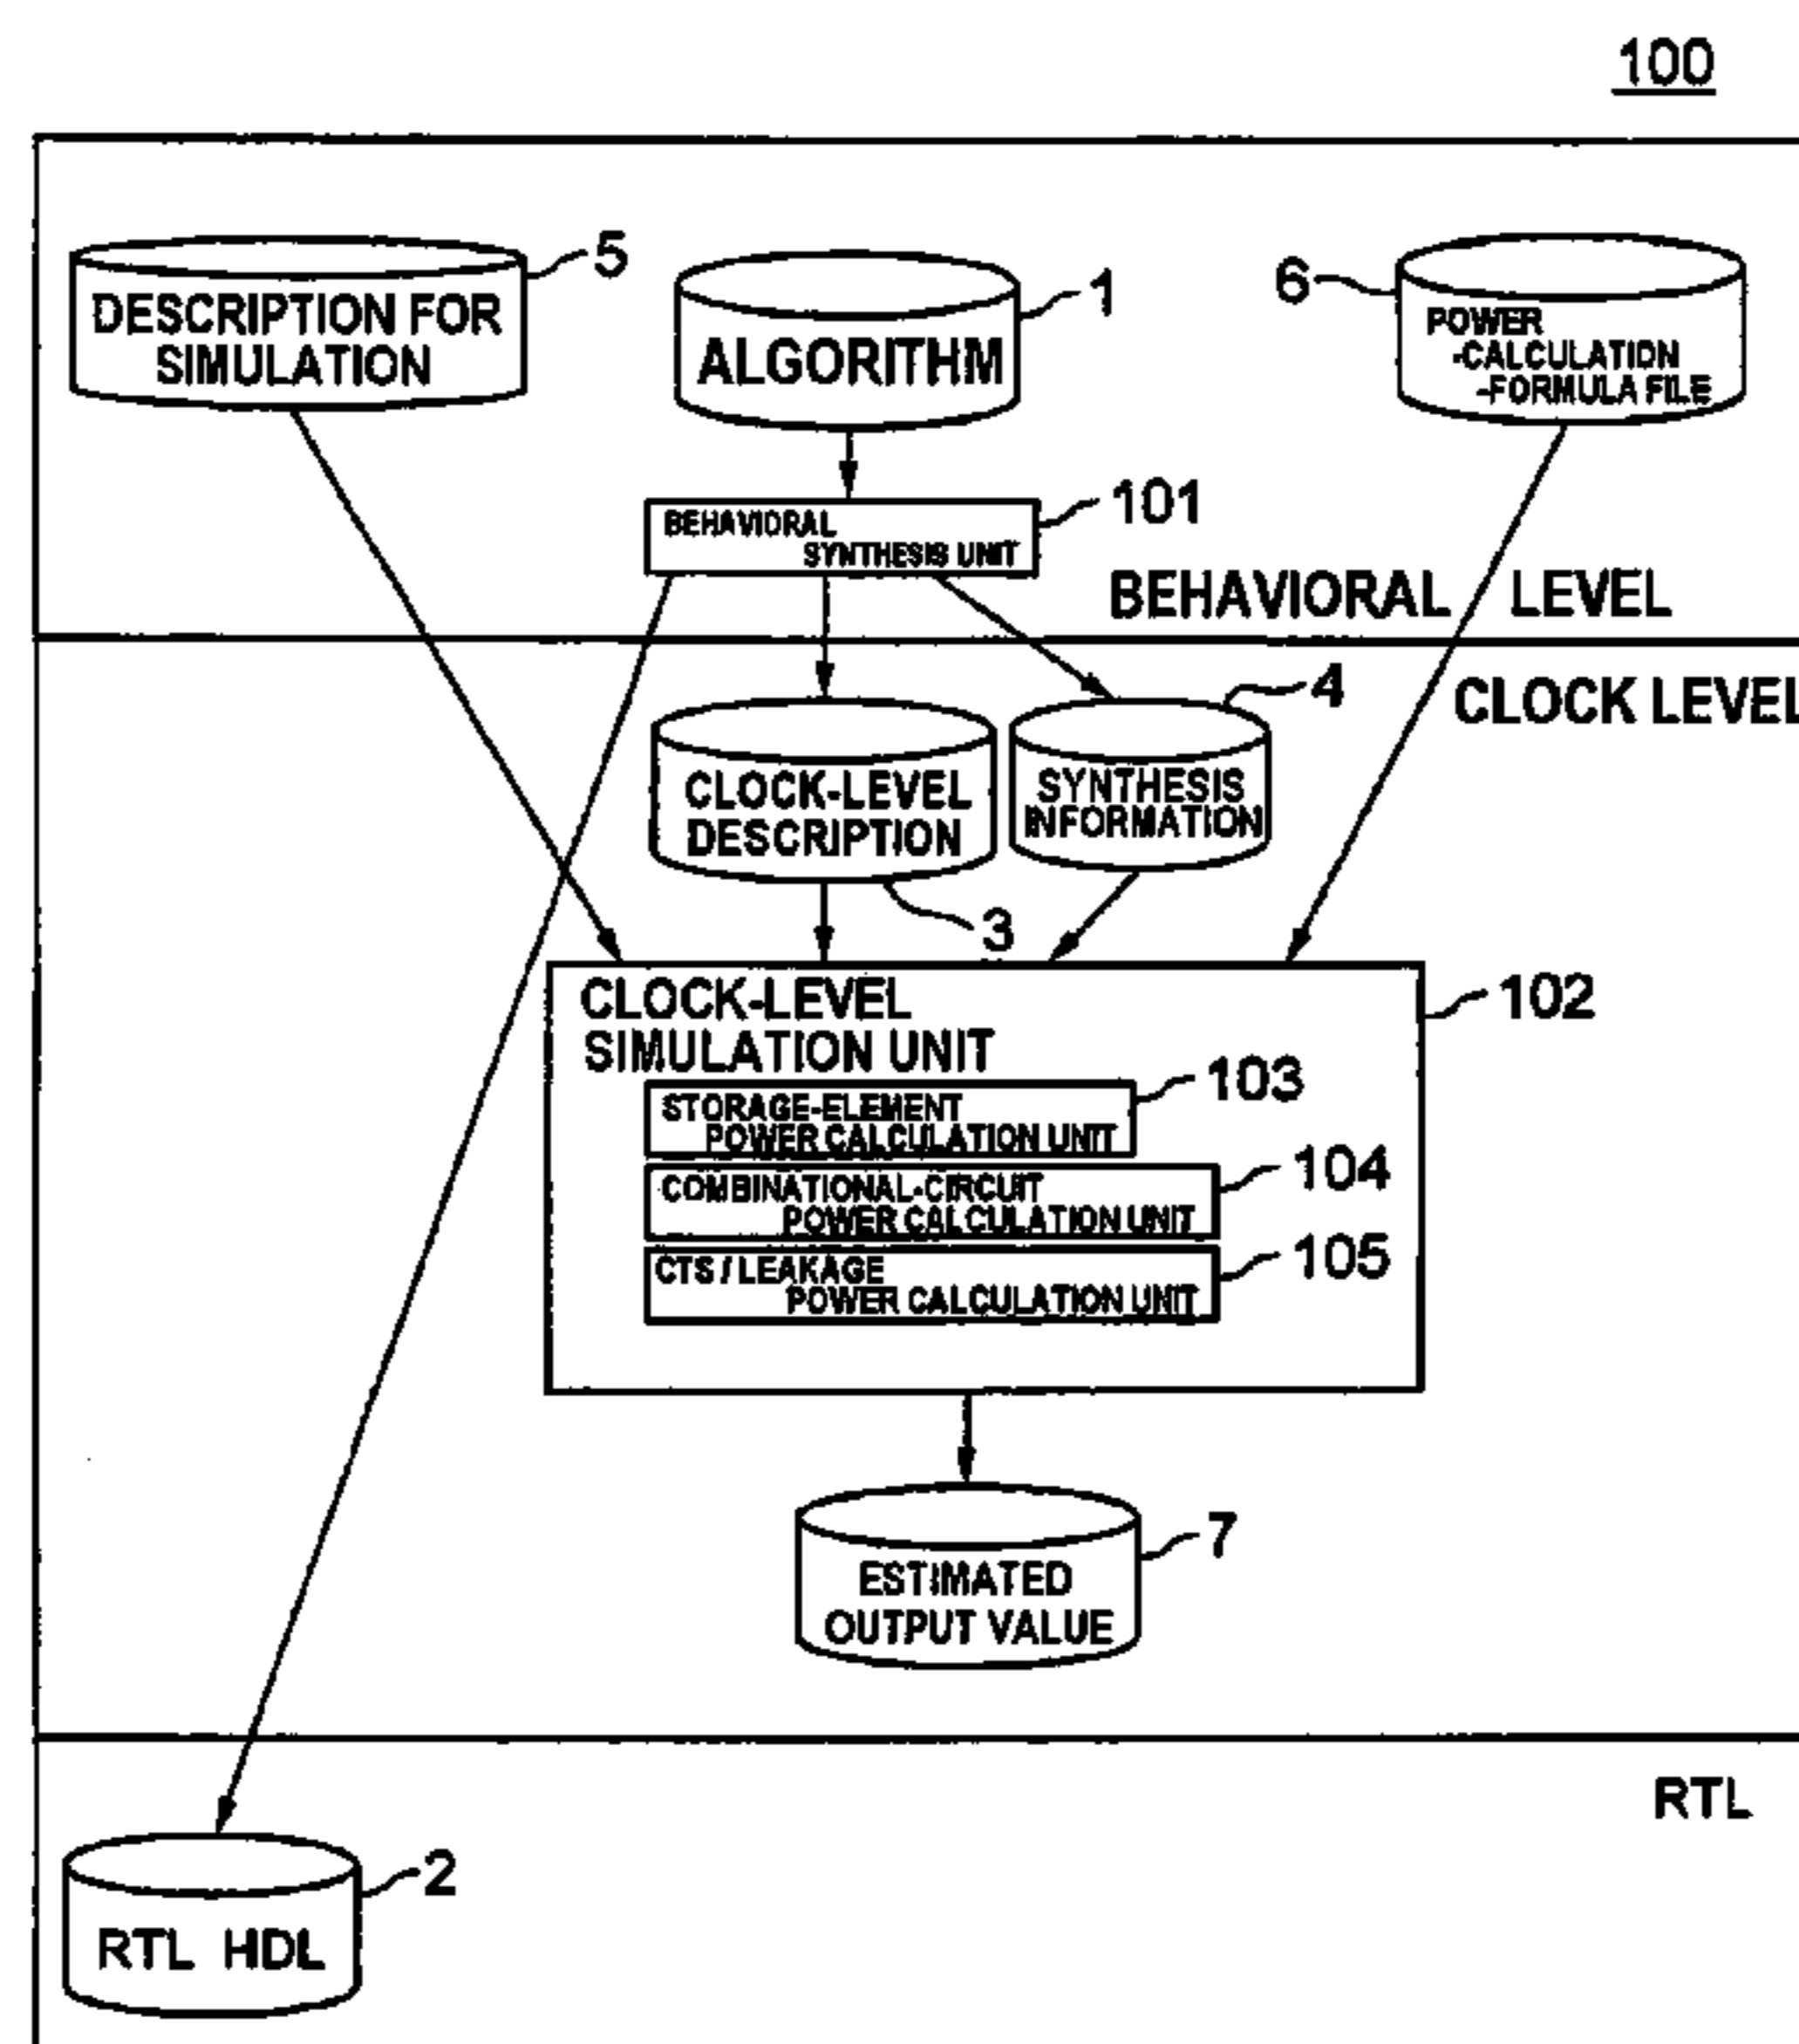 100
5
DESCRIPTION FOR
SIMULATION
1
ALGORITHM
6
POWER
-CALCULATION
-FORMULA FILE
101
BEHAVIORAL
SYNTHESIS UNIT
BEHAVIORAL LEVEL
CLOCK LEVEL
4
CLOCK-LEVEL
DESCRIPTION
SYNTHESIS
INFORMATION
3
102
CLOCK-LEVEL
SIMULATION UNIT
103
STORAGE-ELEMENT
POWER CALCULATION UNIT
104
COMBINATIONAL-CIRCUIT
POWER CALCULATION UNIT
105
CTS / LEAKAGE
POWER CALCULATION UNIT
7
ESTIMATED
OUTPUT VALUE
RTL
2
RTL HDL